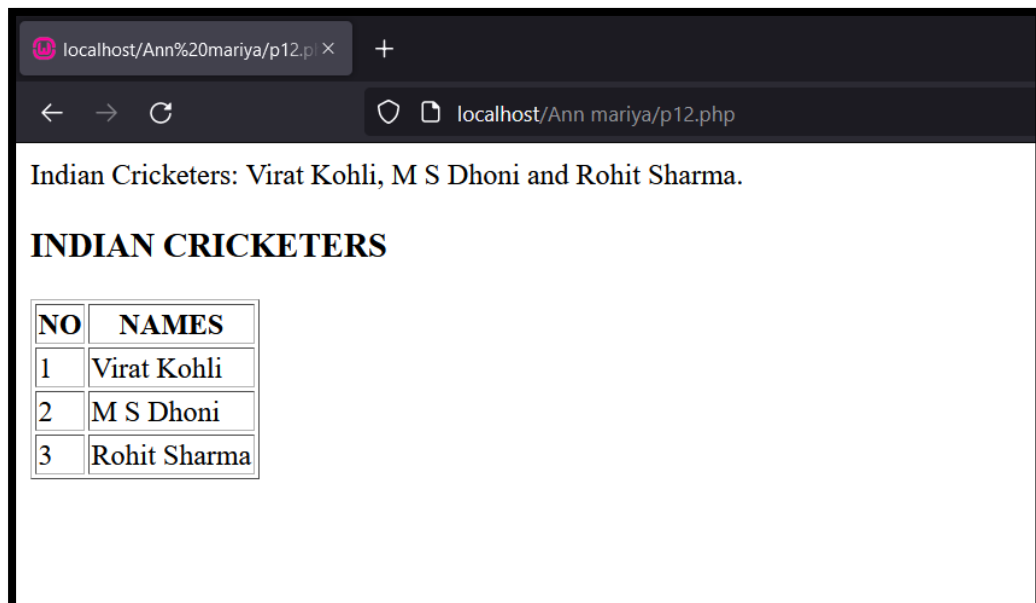 localhost/Ann%20mariya/p12.p
localhost/Ann mariya/p12.php
Indian Cricketers: Virat Kohli, M S Dhoni and Rohit Sharma.
INDIAN CRICKETERS
NO NAMES
1 Virat Kohli
2 M S Dhoni
3 Rohit Sharma